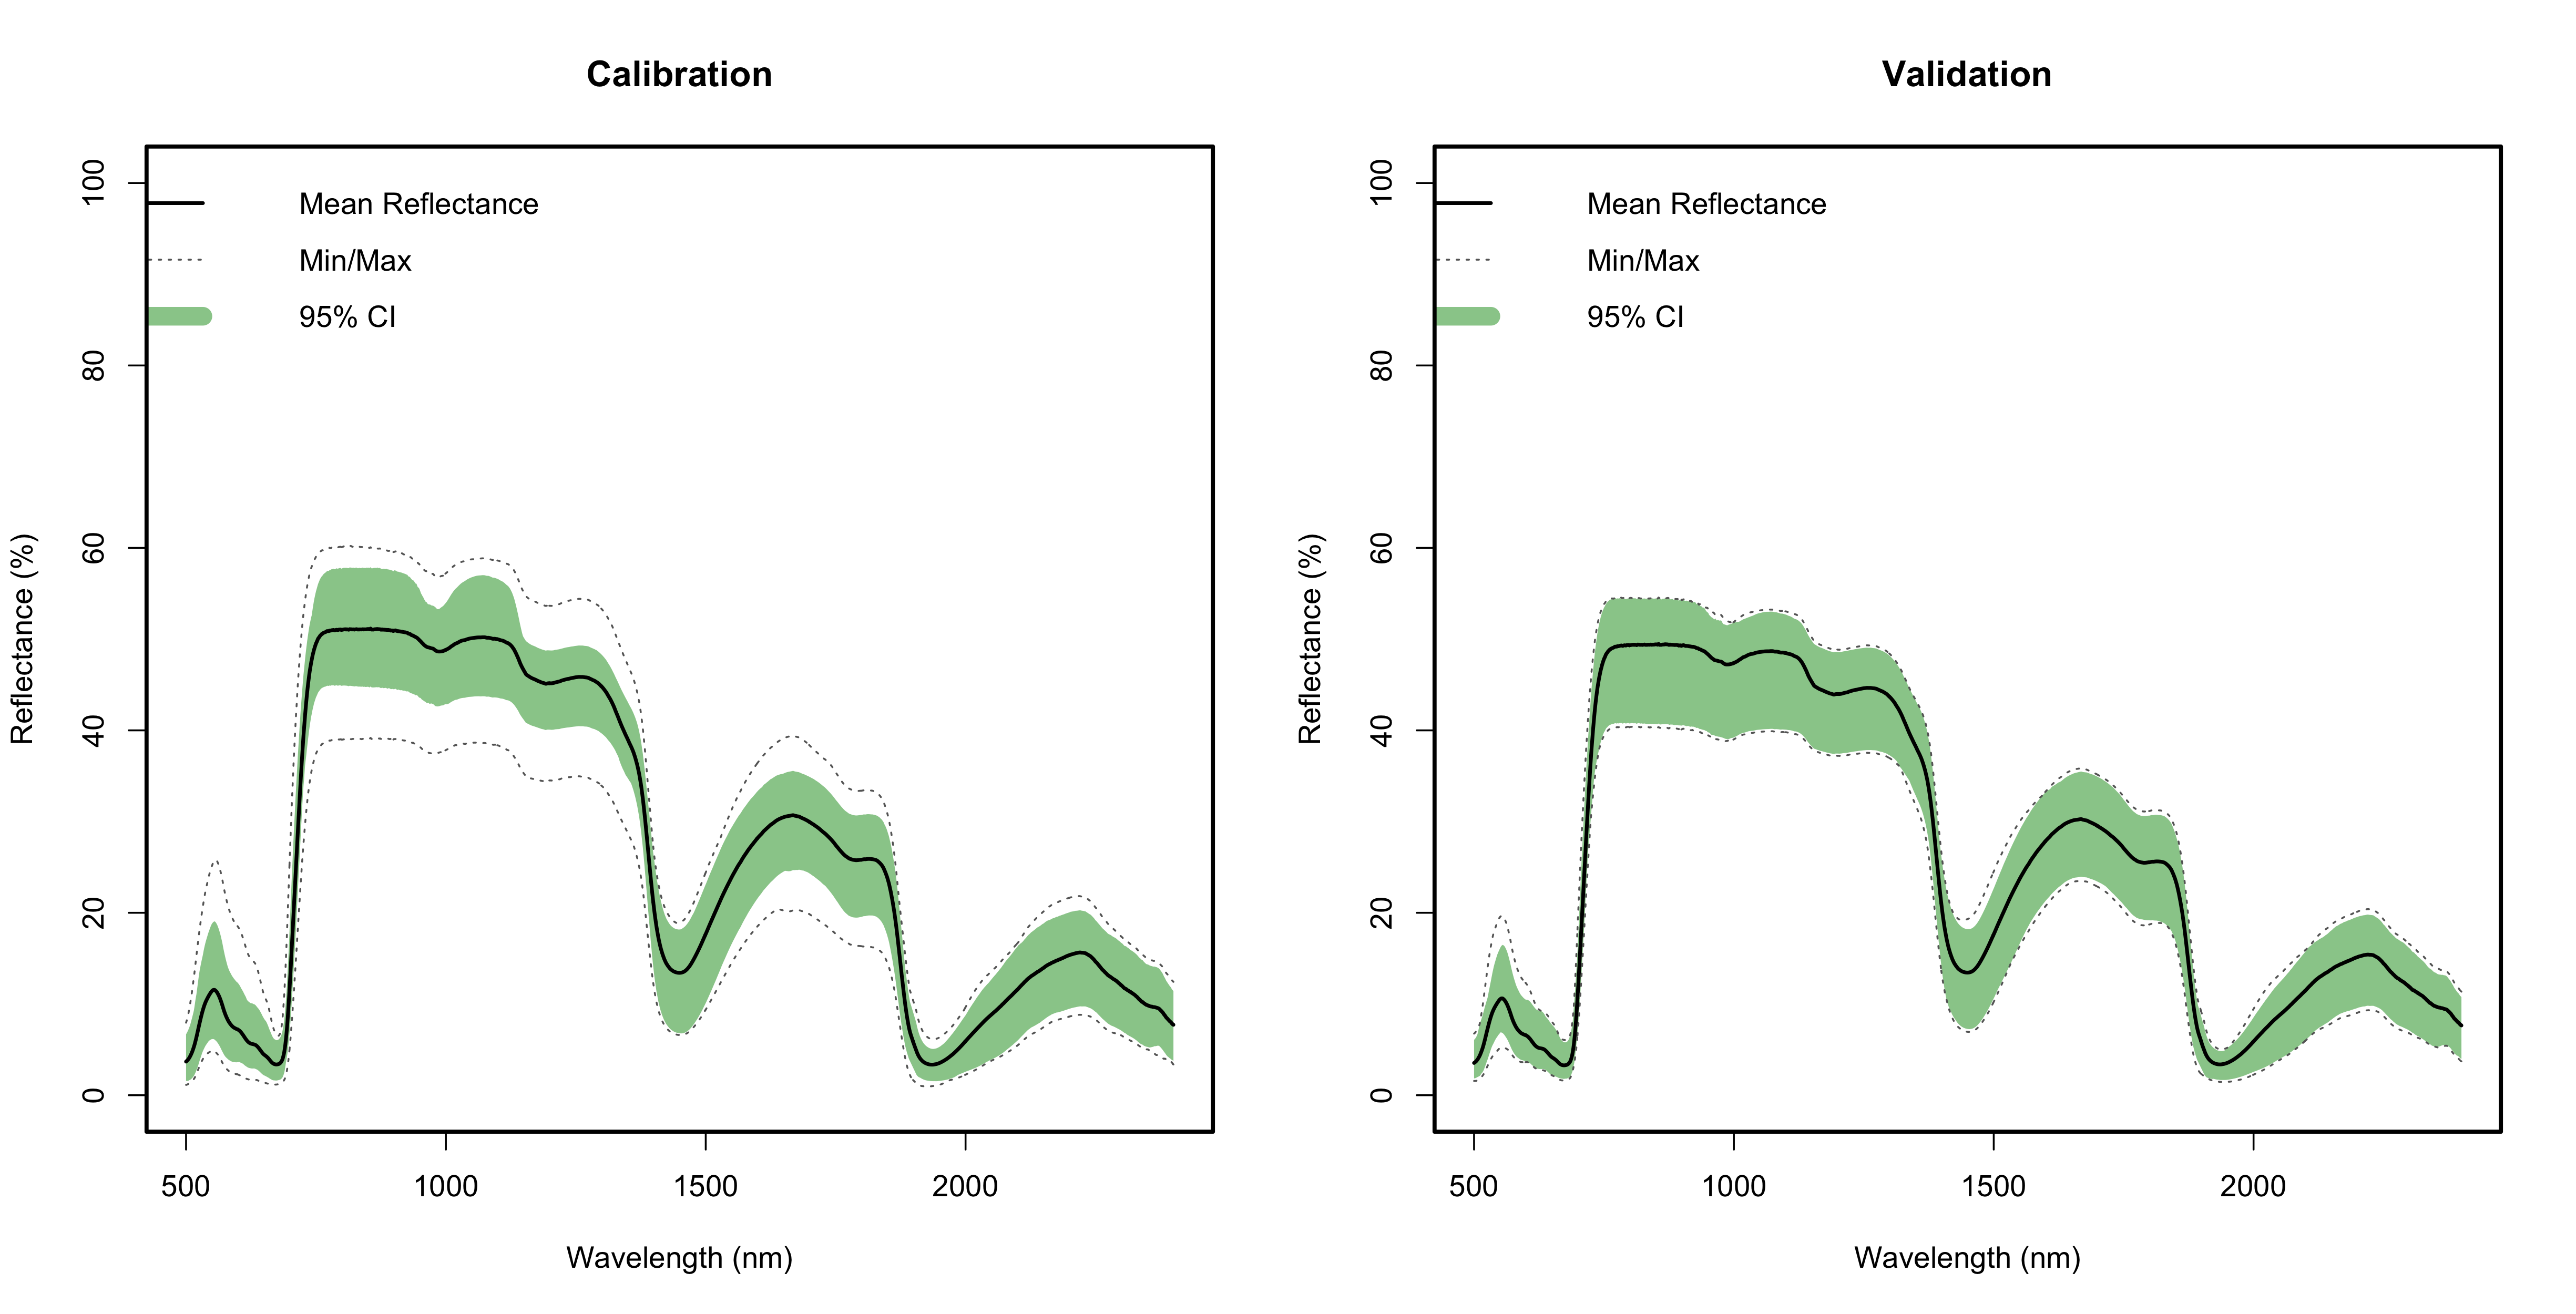 Calibration
Mean Reflectance
Min/Max
95% CI
100
80
60
40
20
0
Reflectance (%)
500 1000 1500 2000
Wavelength (nm)
Validation
Mean Reflectance
Min/Max
95% CI
100
80
60
40
20
0
Reflectance (%)
500 1000 1500 2000
Wavelength (nm)